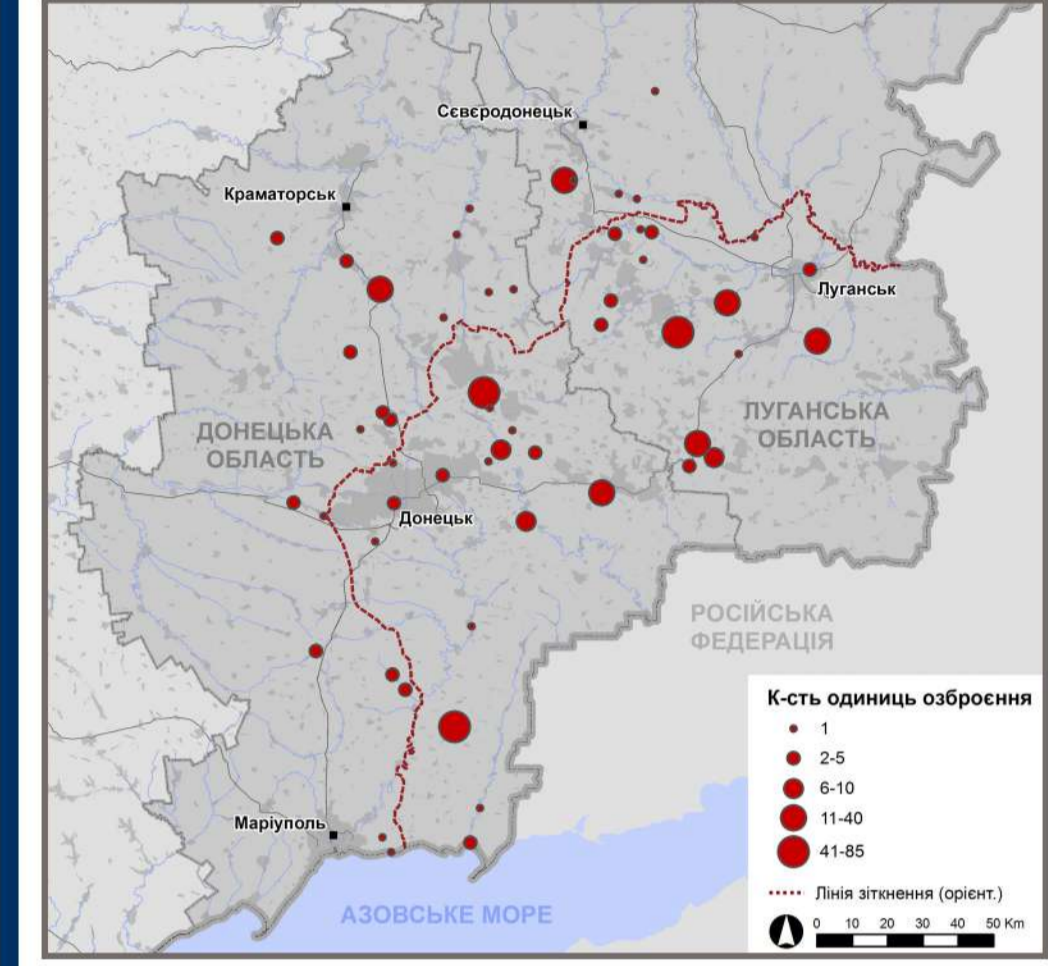 Сєвєродонецьк
Краматорськ
Луганськ
ДОНЕЦЬКА
ОБЛАСТЬ
ЛУГАНСЬКА
ОБЛАСТЬ
Донецьк
РОСІЙСЬКА
ФЕДЕРАЦІЯ
Маріуполь
АЗОВСЬКЕ МОРЕ
К-сть одиниць озброєння
1
2-5
6-10
11-40
41-85
Лінія зіткнення (орієнт.)
0 10 20 30 40 50 Km